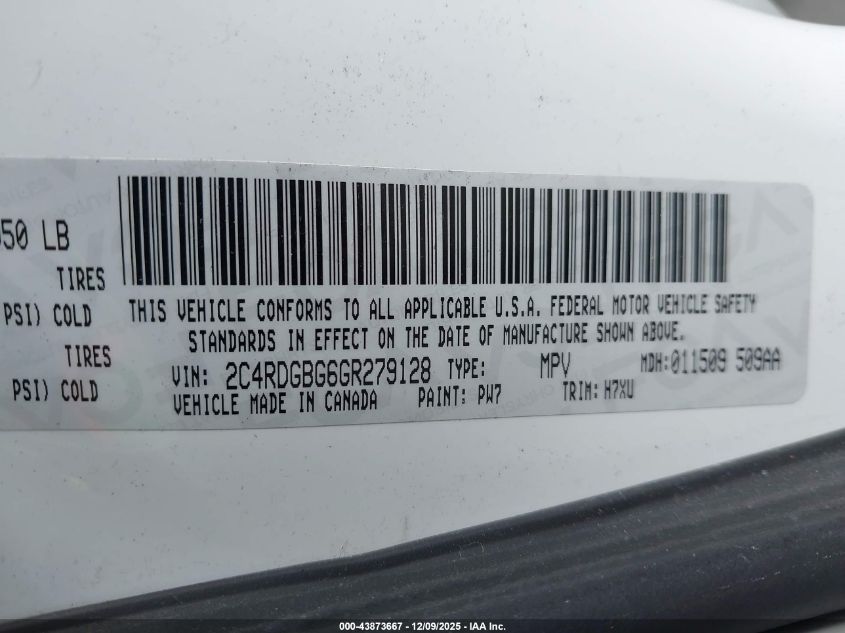 050 LB
TIRES
PSI) COLD
TIRES
PSI) COLD
THIS VEHICLE CONFORMS TO ALL APPLICABLE U.S.A. FEDERAL MOTOR VEHICLE SAFETY
STANDARDS IN EFFECT ON THE DATE OF MANUFACTURE SHOWN ABOVE.
VIN: 2C4RDGBG6GR279128 TYPE: MPV MDH:011509 509AA
VEHICLE MADE IN CANADA PAINT: PW7 TRIM: H7XU
000-43873667 | 12/09/2025 - IAA Inc.